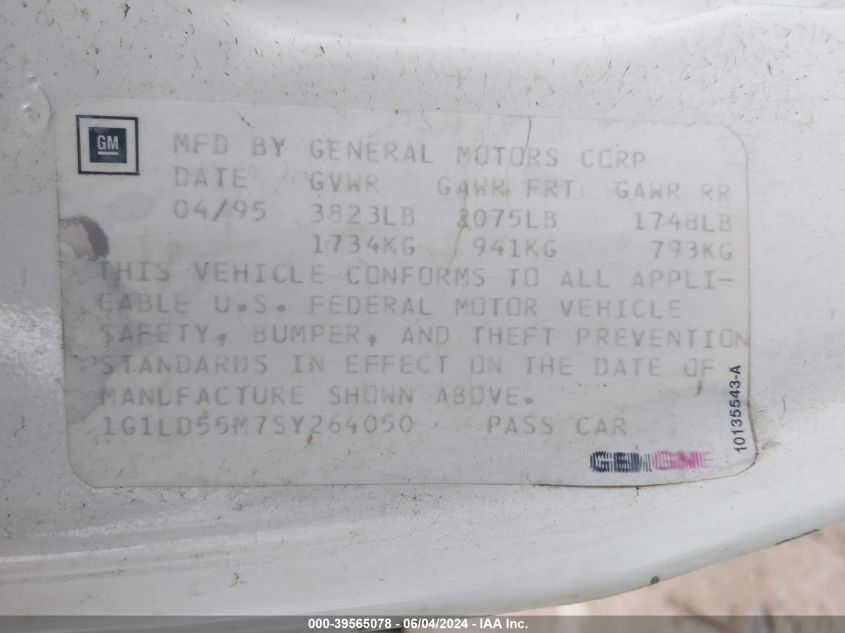 GM
MFD BY GENERAL MOTORS CORP
DATE GVWR GAWR FRT GAWR RR
04/95 3823LB 2075LB 1748LB
1734KG 941KG 793KG
THIS VEHICLE CONFORMS TO ALL APPLI-
CABLE U.S. FEDERAL MOTOR VEHICLE
SAFETY, BUMPER, AND THEFT PREVENTION
STANDARDS IN EFFECT ON THE DATE OF
MANUFACTURE SHOWN ABOVE.
1G1LD55M7SY264050 PASS CAR
10135543-A
000-39565078 - 06/04/2024 - IAA Inc.